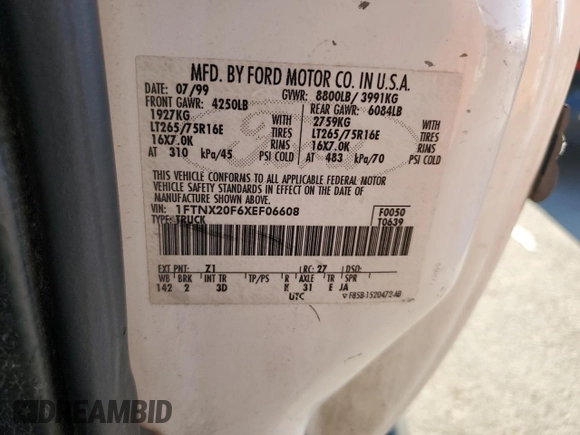 MFD. BY FORD MOTOR CO. IN U.S.A.
DATE: 07/99 GVWR: 8800LB/ 3991KG
FRONT GAWR: 4250LB REAR GAWR: 6084LB
1927KG WITH 2759KG WITH
LT265/75R16E TIRES LT265/75R16E TIRES
16X7.0K RIMS 16X7.0K RIMS
AT 310 kPa/45 PSI COLD AT 483 kPa/70 PSI COLD
THIS VEHICLE CONFORMS TO ALL APPLICABLE FEDERAL MOTOR
VEHICLE SAFETY STANDARDS IN EFFECT ON THE DATE OF
MANUFACTURE SHOWN ABOVE.
VIN: 1FTNX20F6XEF06608 F0050
TYPE: TRUCK T0639
EXT PNT: Z1 RC: 27 DSO:
WB BRK INT TR TP/PS R AXLE TR SPR
142 2 3D K 31 E JA
UTC F85B-1520472-AB
DREAMBID